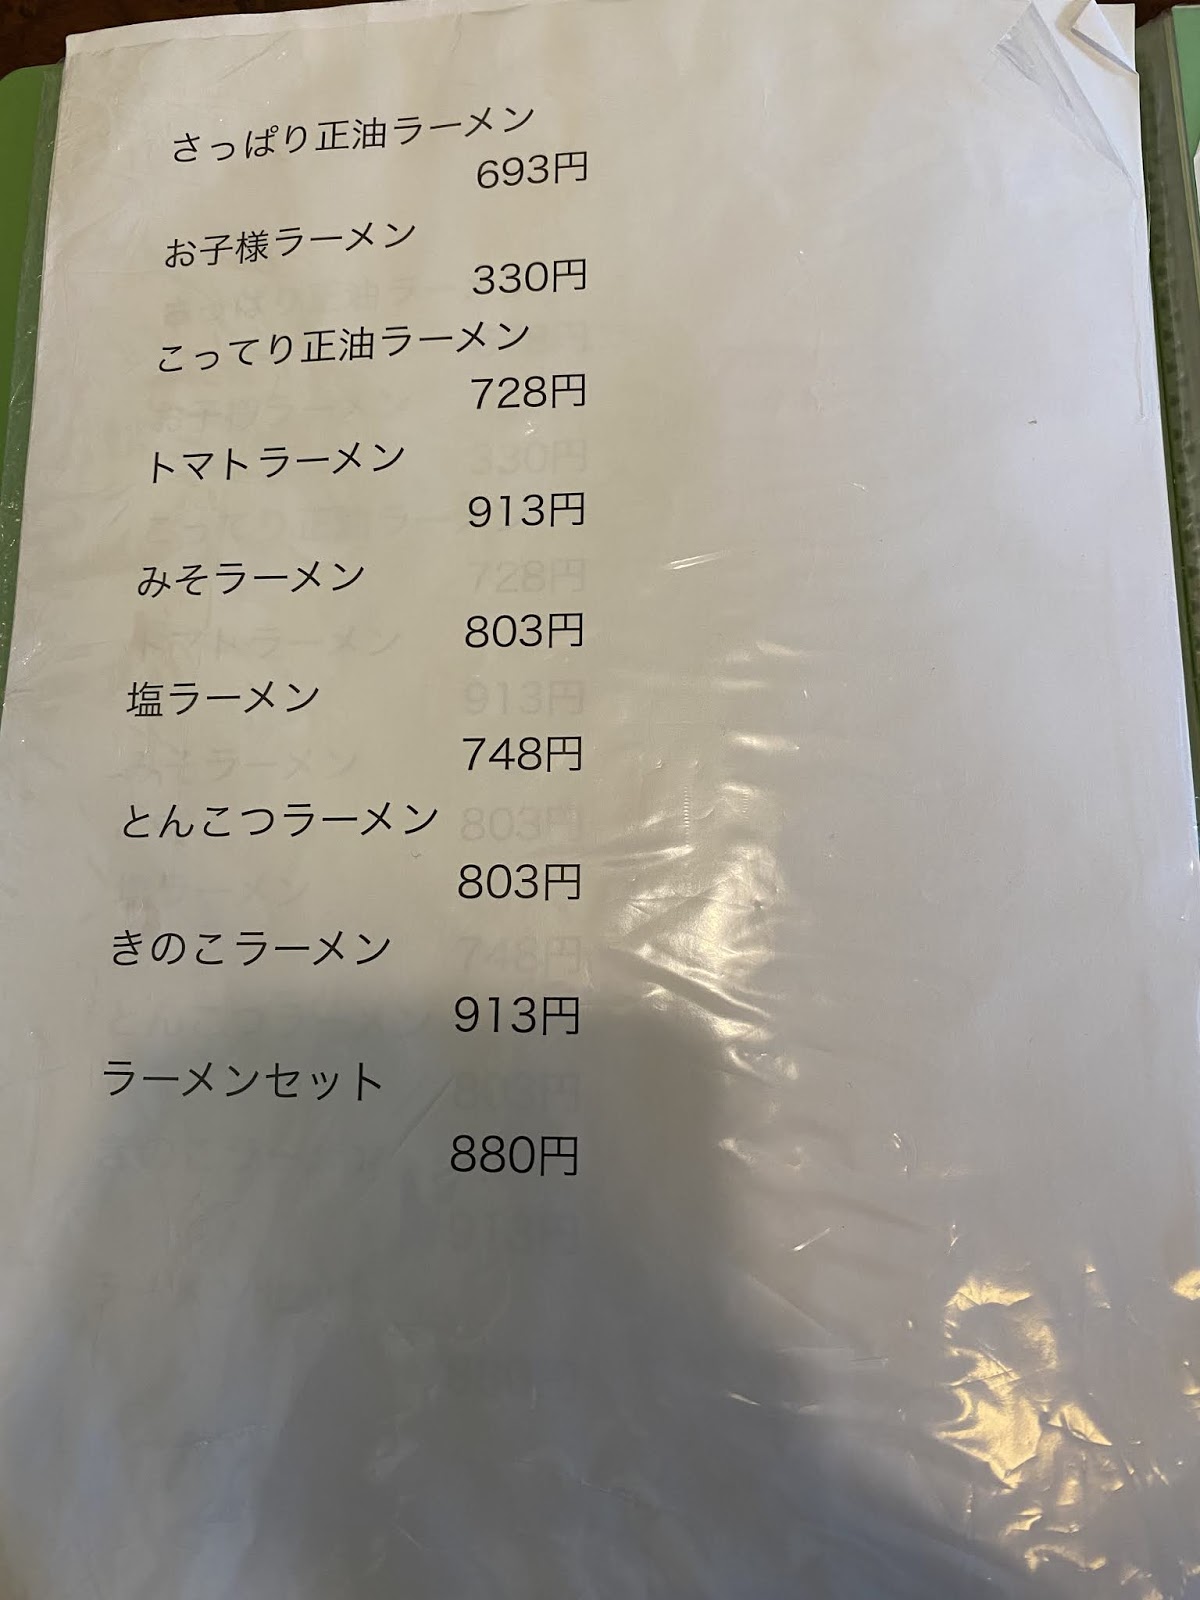 さっぱり正油ラーメン
693円
お子様ラーメン
330円
こってり正油ラーメン
728円
トマトラーメン
913円
みそラーメン
803円
塩ラーメン
748円
とんこつラーメン
803円
きのこラーメン
913円
ラーメンセット
880円